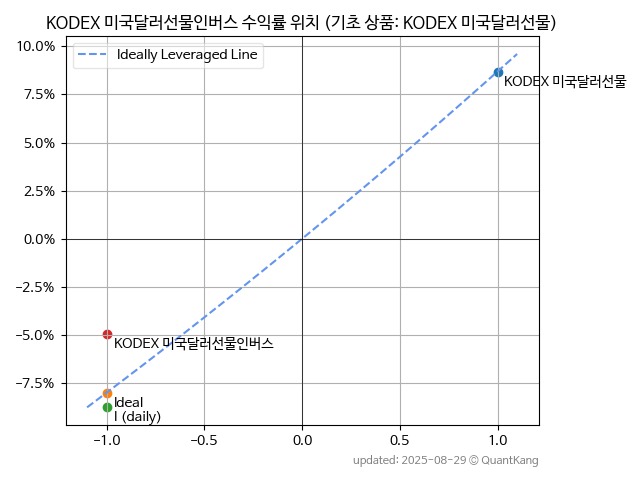 KODEX 미국달러선물인버스 수익률 위치 (기초 상품: KODEX 미국달러선물)
10.0%
7.5%
5.0%
2.5%
0.0%
−2.5%
−5.0%
−7.5%
Ideally Leveraged Line
KODEX 미국달러선물
KODEX 미국달러선물인버스
Ideal
I (daily)
−1.0
−0.5
0.0
0.5
1.0
updated: 2025-08-29 © QuantKang